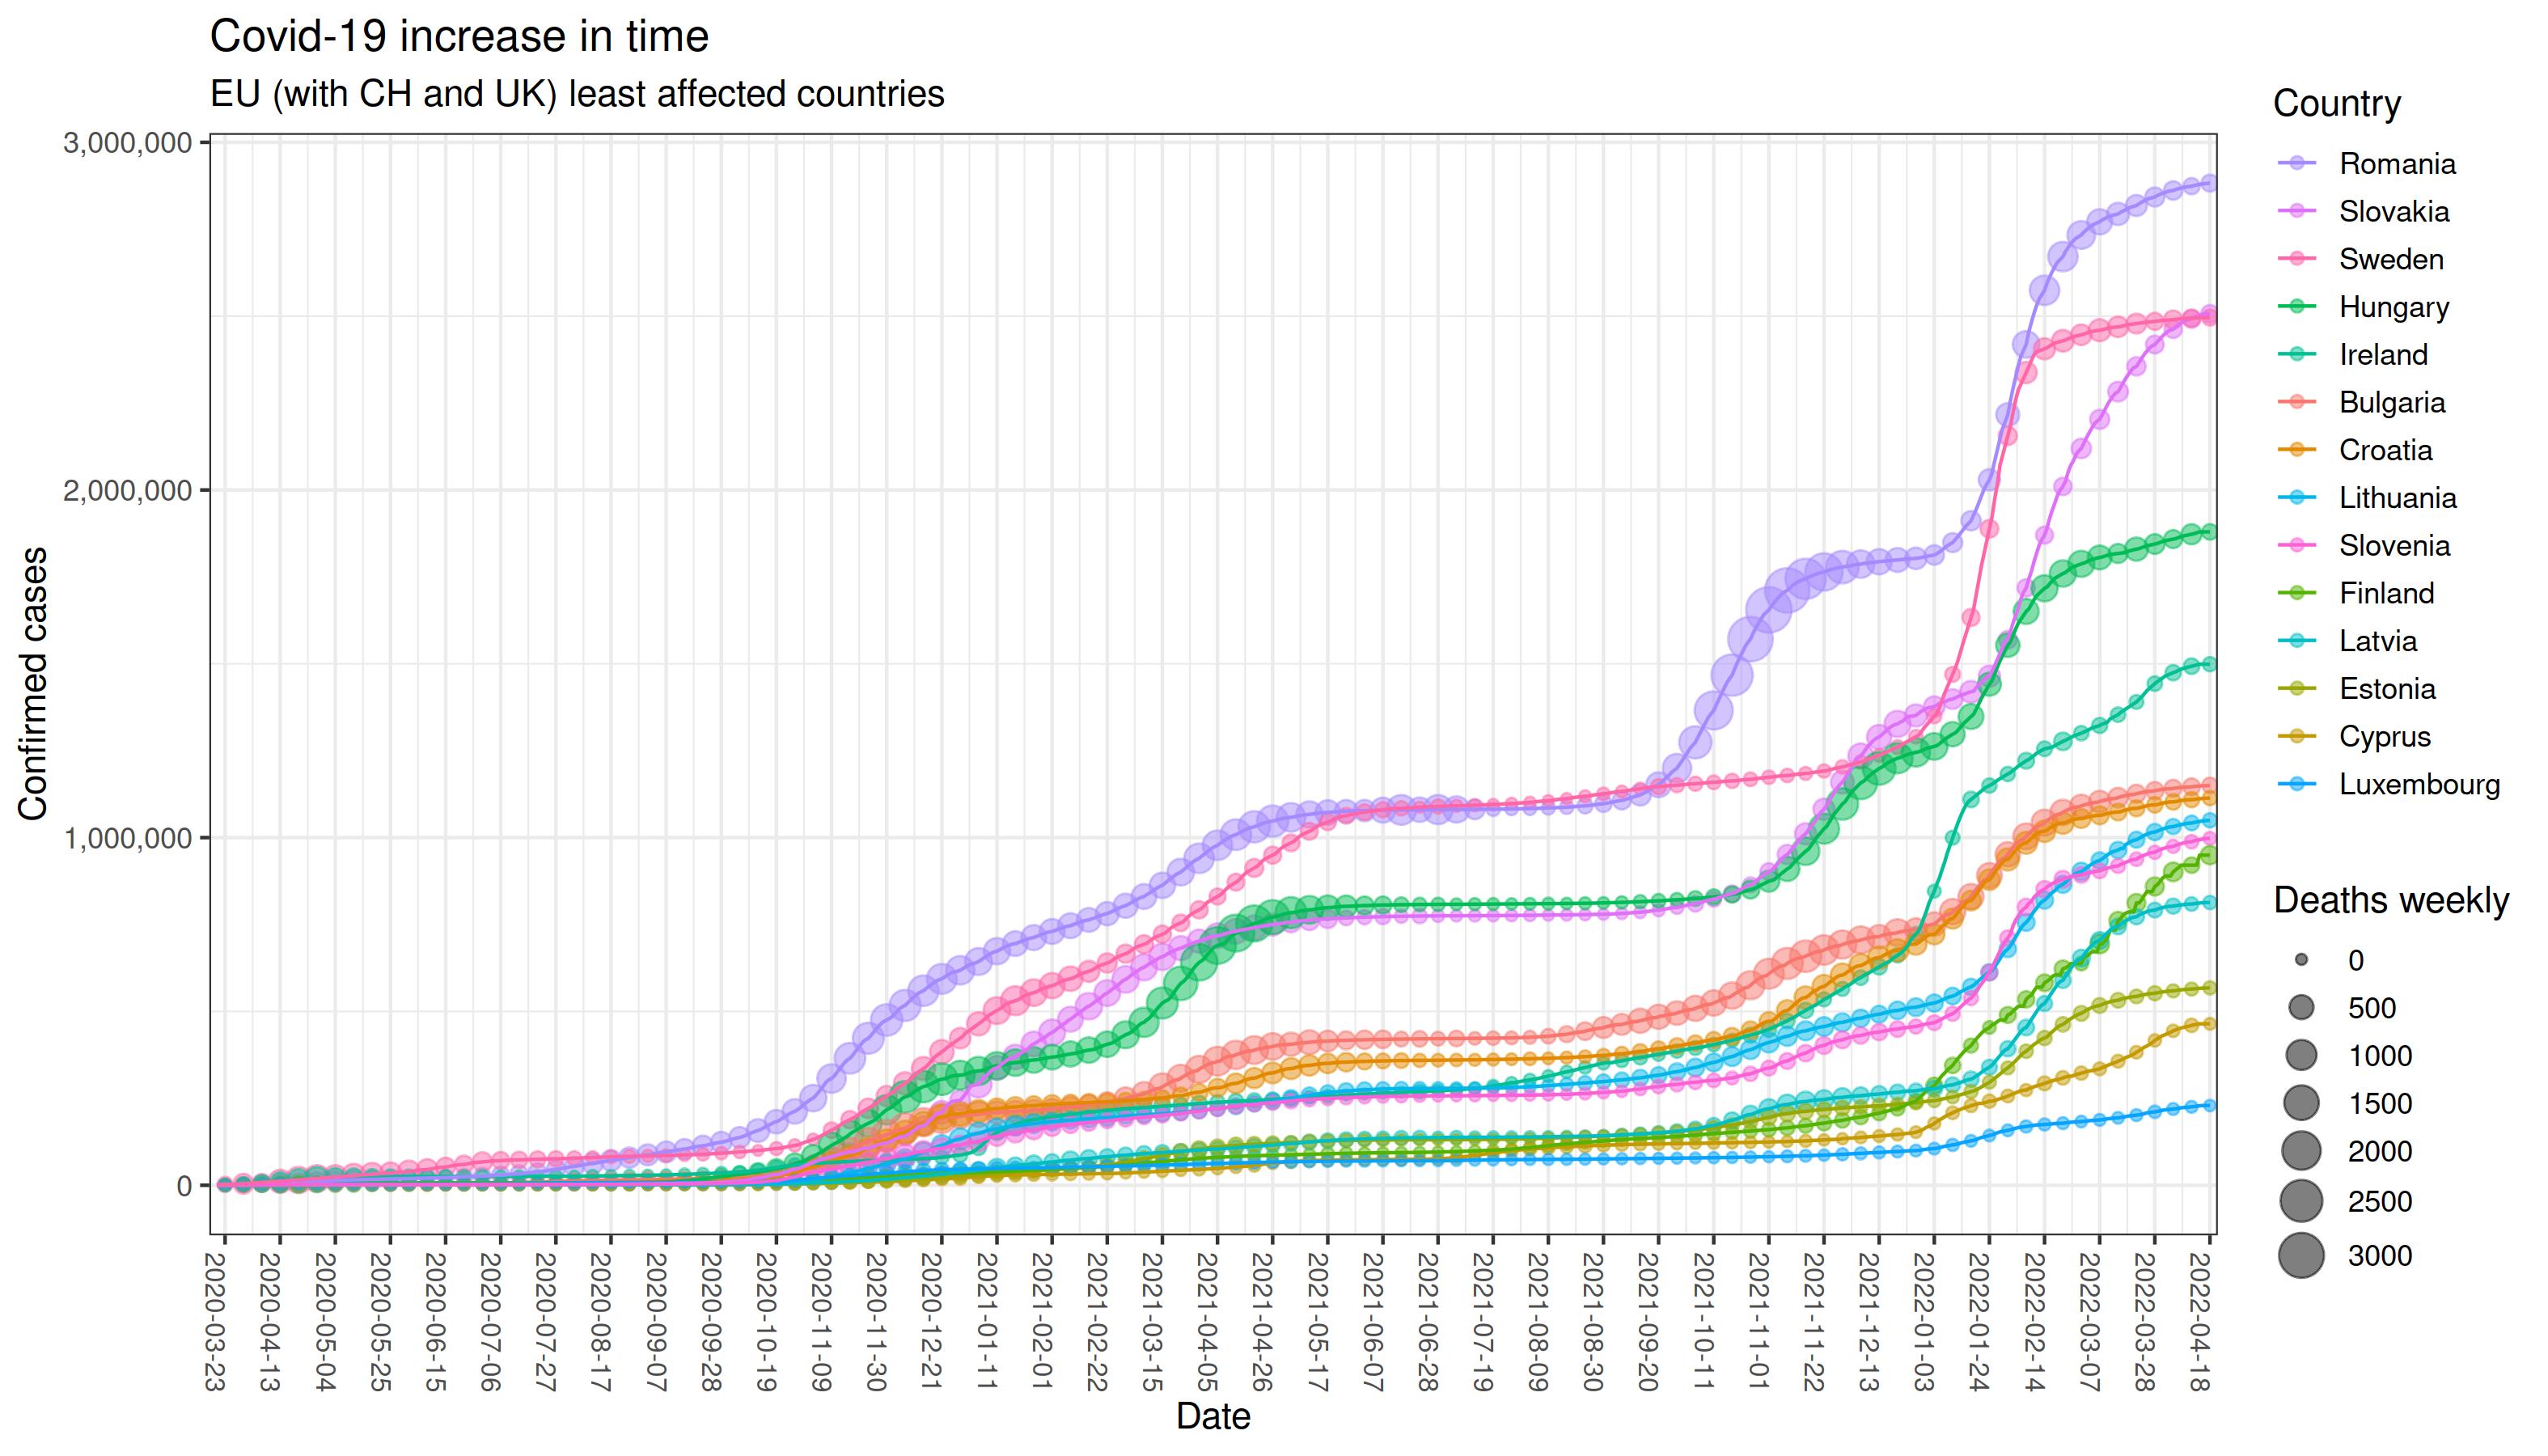 Covid-19 increase in time
EU (with CH and UK) least affected countries
Confirmed cases
3,000,000
2,000,000
1,000,000
0
2020-03-23
2020-04-13
2020-05-04
2020-05-25
2020-06-15
2020-07-06
2020-07-27
2020-08-17
2020-09-07
2020-09-28
2020-10-19
2020-11-09
2020-11-30
2020-12-21
2021-01-11
2021-02-01
2021-02-22
2021-03-15
2021-04-05
2021-04-26
2021-05-17
2021-06-07
2021-06-28
2021-07-19
2021-08-09
2021-08-30
2021-09-20
2021-10-11
2021-11-01
2021-11-22
2021-12-13
2022-01-03
2022-01-24
2022-02-14
2022-03-07
2022-03-28
2022-04-18
Date
Country
Romania
Slovakia
Sweden
Hungary
Ireland
Bulgaria
Croatia
Lithuania
Slovenia
Finland
Latvia
Estonia
Cyprus
Luxembourg
Deaths weekly
0
500
1000
1500
2000
2500
3000